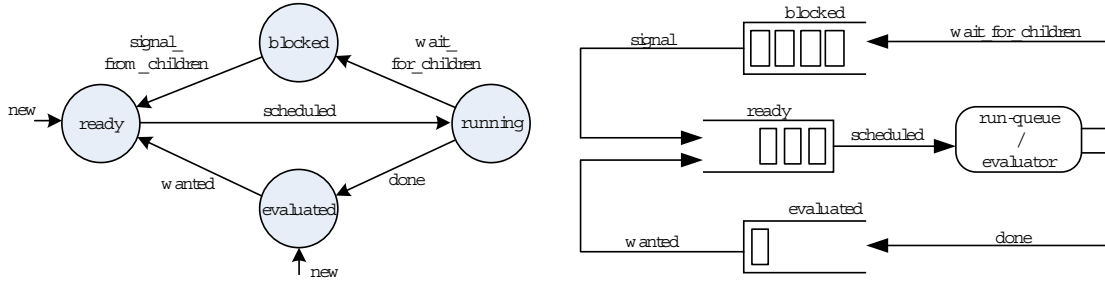 blocked
signal_
from_children
wait_
for_children
new
ready
scheduled
running
wanted
done
evaluated
new
blocked
signal
wait_for_children
ready
scheduled
run-queue
/
evaluator
evaluated
wanted
done